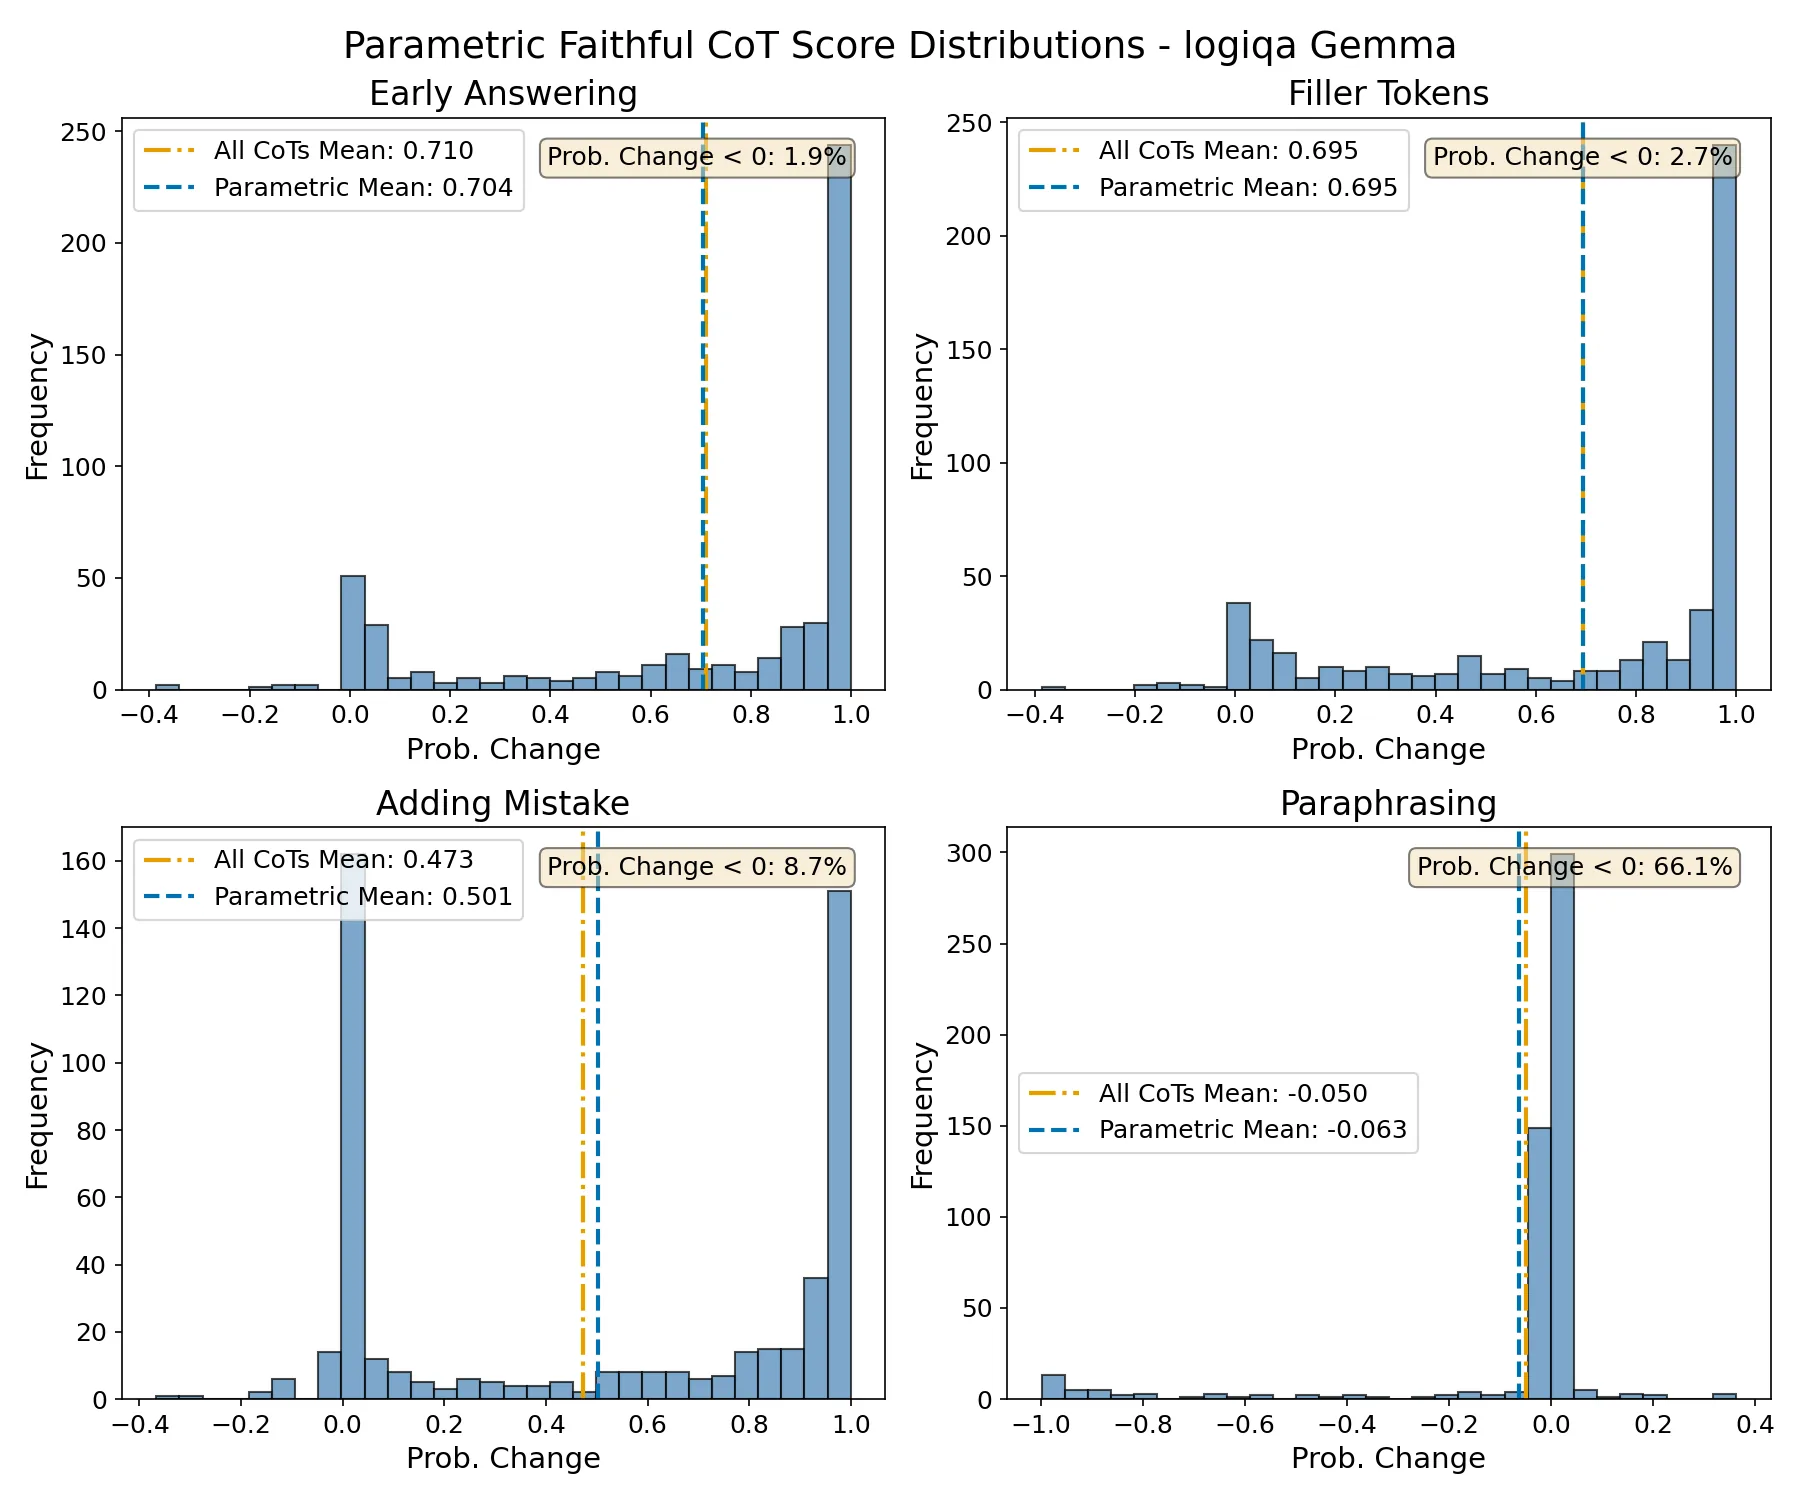 Parametric Faithful CoT Score Distributions - logiqa Gemma
Early Answering
All CoTs Mean: 0.710
Parametric Mean: 0.704
Prob. Change < 0: 1.9%
Frequency
250
200
150
100
50
0
−0.4 −0.2 0.0 0.2 0.4 0.6 0.8 1.0
Prob. Change
Filler Tokens
All CoTs Mean: 0.695
Parametric Mean: 0.695
Prob. Change < 0: 2.7%
Frequency
250
200
150
100
50
0
−0.4 −0.2 0.0 0.2 0.4 0.6 0.8 1.0
Prob. Change
Adding Mistake
All CoTs Mean: 0.473
Parametric Mean: 0.501
Prob. Change < 0: 8.7%
Frequency
160
140
120
100
80
60
40
20
0
−0.4 −0.2 0.0 0.2 0.4 0.6 0.8 1.0
Prob. Change
Paraphrasing
Prob. Change < 0: 66.1%
All CoTs Mean: -0.050
Parametric Mean: -0.063
Frequency
300
250
200
150
100
50
0
−1.0 −0.8 −0.6 −0.4 −0.2 0.0 0.2 0.4
Prob. Change